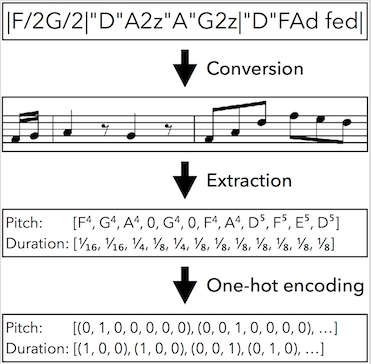 |F/2G/2|"D"A2z"A"G2z|"D"FAd fed|
Conversion
Extraction
Pitch: [F⁴, G⁴, A⁴, 0, G⁴, 0, F⁴, A⁴, D⁵, F⁵, E⁵, D⁵]
Duration: [¹⁄₁₆, ¹⁄₁₆, ¹⁄₄, ¹⁄₈, ¹⁄₄, ¹⁄₈, ¹⁄₈, ¹⁄₈, ¹⁄₈, ¹⁄₈, ¹⁄₈, ¹⁄₈]
One-hot encoding
Pitch: [(0, 1, 0, 0, 0, 0, 0), (0, 0, 1, 0, 0, 0, 0), …]
Duration: [(1, 0, 0), (1, 0, 0), (0, 0, 1), (0, 1, 0), …]